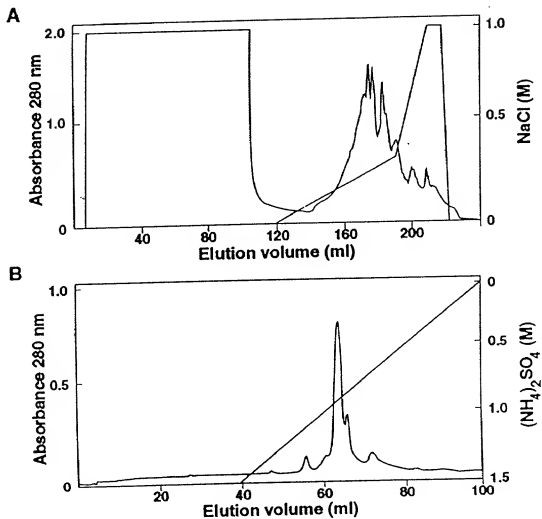 A
2.0
1.0
0
Absorbance 280 nm
40
80
120
160
200
Elution volume (ml)
1.0
0.5
0
NaCl (M)
B
1.0
0.5
0
Absorbance 280 nm
20
40
60
80
100
Elution volume (ml)
0
0.5
1.0
1.5
(NH₄)₂SO₄ (M)